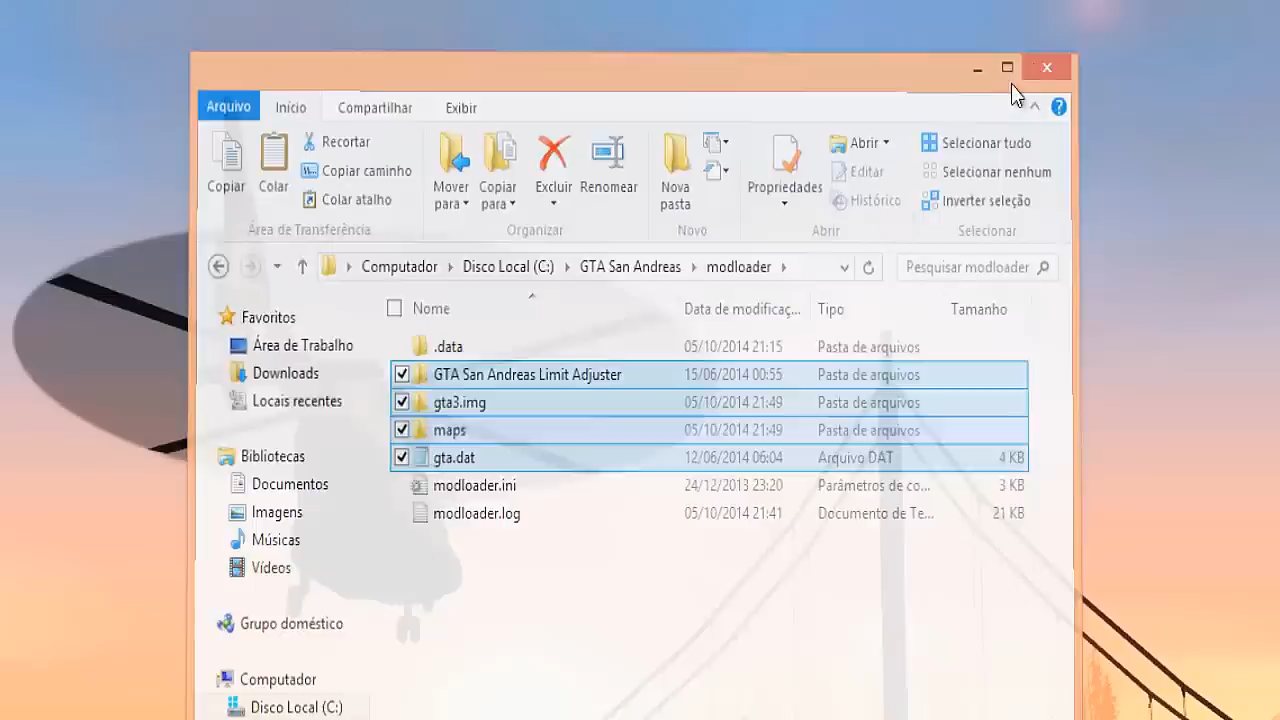 Arquivo Início Compartilhar Exibir
Copiar
Colar
Recortar
Copiar caminho
Colar atalho
Área de Transferência
Mover para
Copiar para
Excluir
Renomear
Organizar
Nova pasta
Novo
Propriedades
Abrir
Editar
Histórico
Abrir
Selecionar tudo
Selecionar nenhum
Inverter seleção
Selecionar
Computador Disco Local (C:) GTA San Andreas modloader
Pesquisar modloader
Favoritos
Área de Trabalho
Downloads
Locais recentes
Bibliotecas
Documentos
Imagens
Músicas
Vídeos
Grupo doméstico
Computador
Disco Local (C:)
Nome Data de modificaç... Tipo Tamanho
.data 05/10/2014 21:15 Pasta de arquivos
GTA San Andreas Limit Adjuster 15/06/2014 00:55 Pasta de arquivos
gta3.img 05/10/2014 21:49 Pasta de arquivos
maps 05/10/2014 21:49 Pasta de arquivos
gta.dat 12/06/2014 06:04 Arquivo DAT 4 KB
modloader.ini 24/12/2013 23:20 Parâmetros de co... 3 KB
modloader.log 05/10/2014 21:41 Documento de Te... 21 KB